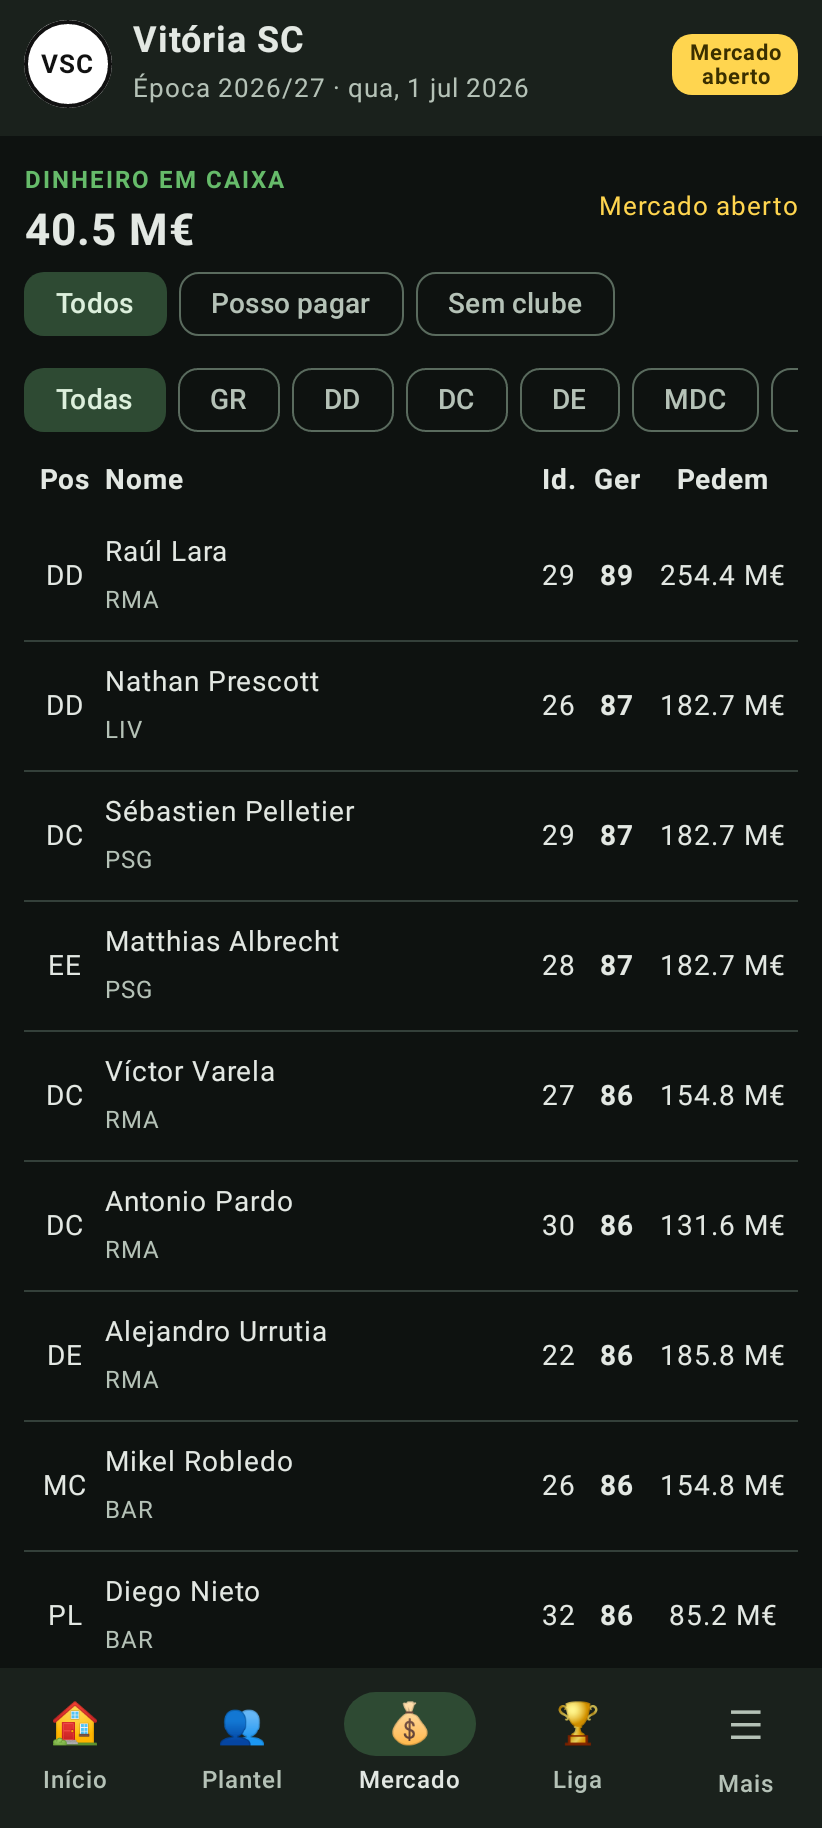 VSC
Vitória SC
Época 2026/27 · qua, 1 jul 2026
Mercado
aberto
DINHEIRO EM CAIXA
40.5 M€
Mercado aberto
Todos Posso pagar Sem clube
Todas GR DD DC DE MDC
Pos Nome Id. Ger Pedem
DD Raúl Lara 29 89 254.4 M€
RMA
DD Nathan Prescott 26 87 182.7 M€
LIV
DC Sébastien Pelletier 29 87 182.7 M€
PSG
EE Matthias Albrecht 28 87 182.7 M€
PSG
DC Víctor Varela 27 86 154.8 M€
RMA
DC Antonio Pardo 30 86 131.6 M€
RMA
DE Alejandro Urrutia 22 86 185.8 M€
RMA
MC Mikel Robledo 26 86 154.8 M€
BAR
PL Diego Nieto 32 86 85.2 M€
BAR
Início Plantel Mercado Liga Mais